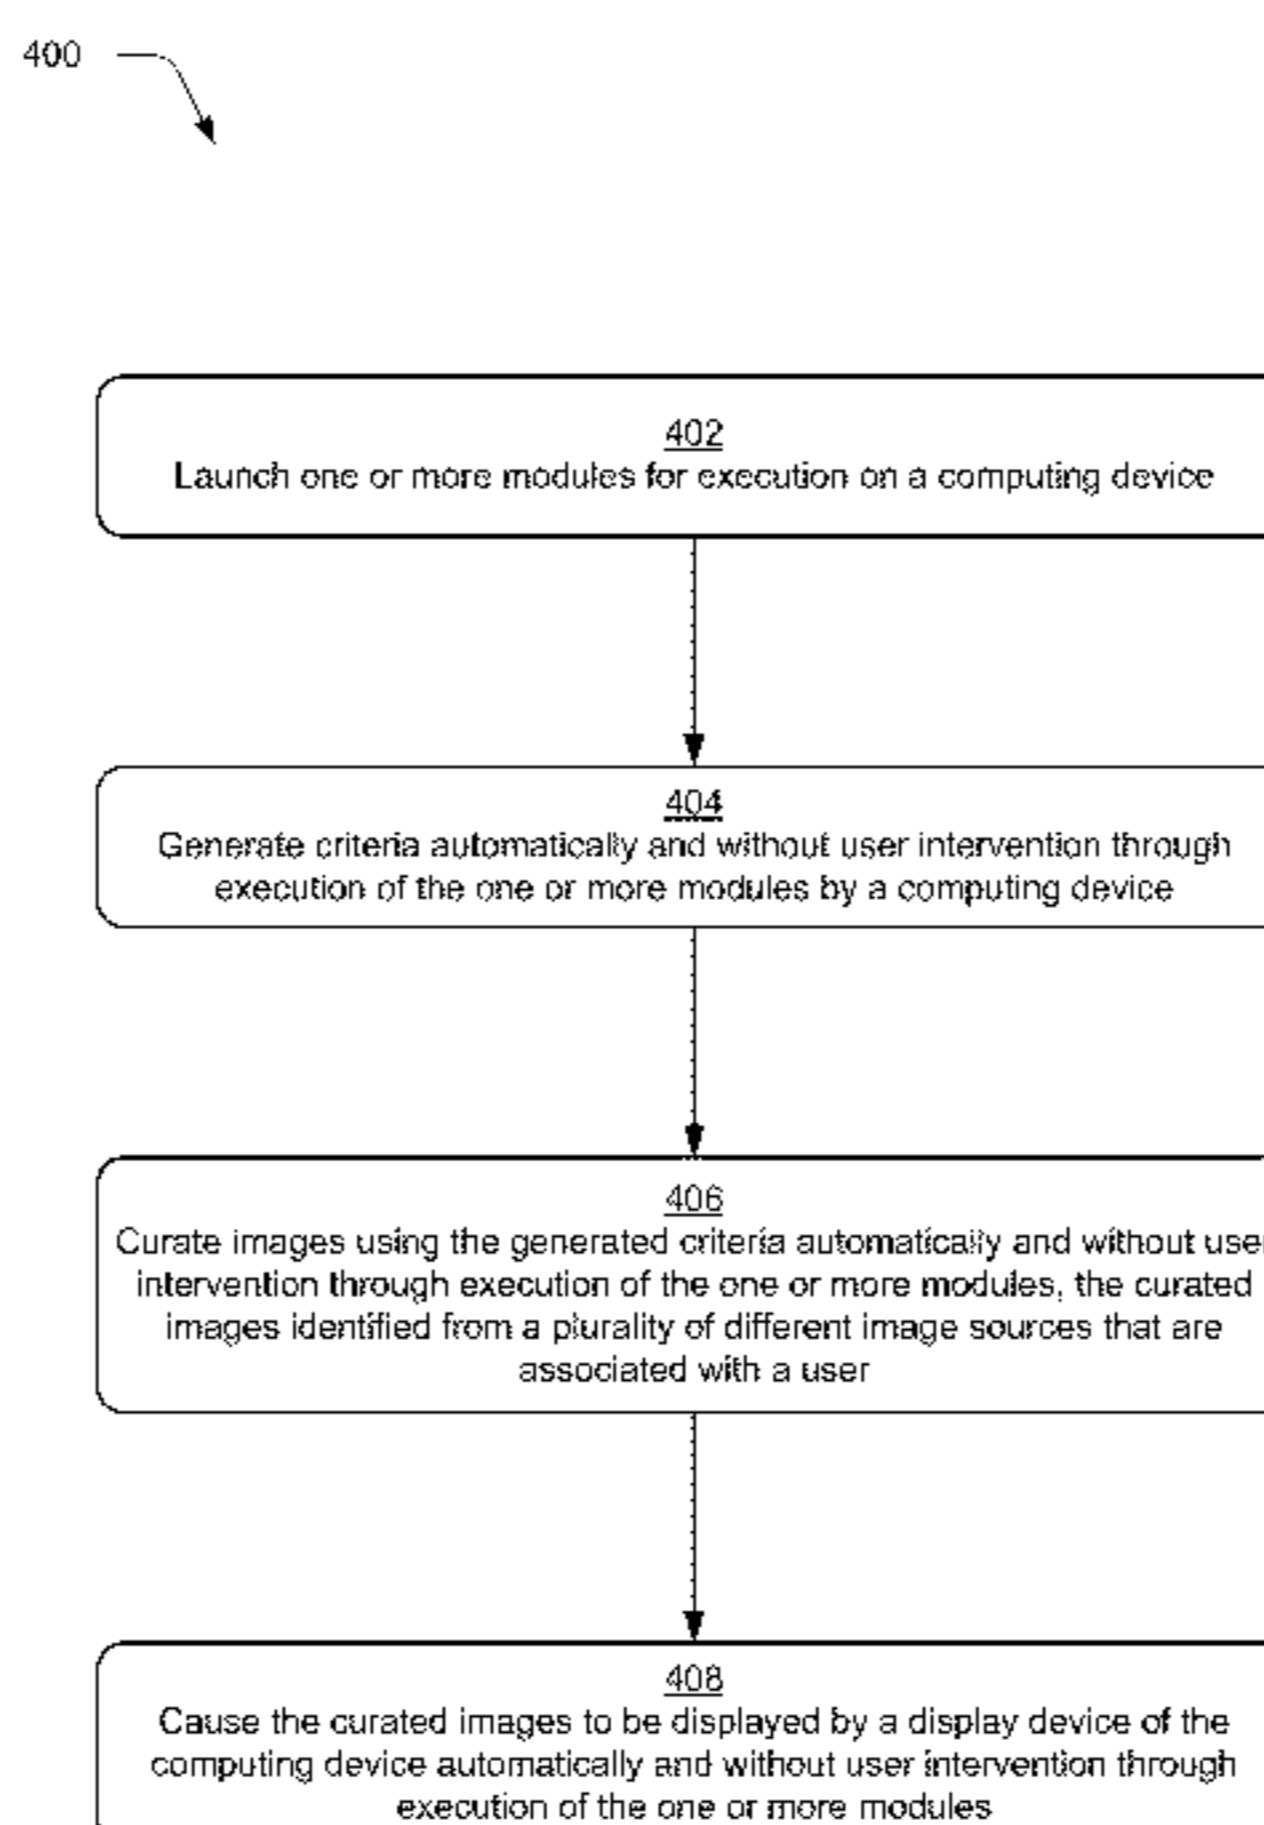 400
402
Launch one or more modules for execution on a computing device
404
Generate criteria automatically and without user intervention through
execution of the one or more modules by a computing device
406
Curate images using the generated criteria automatically and without user
intervention through execution of the one or more modules, the curated
images identified from a plurality of different image sources that are
associated with a user
408
Cause the curated images to be displayed by a display device of the
computing device automatically and without user intervention through
execution of the one or more modules